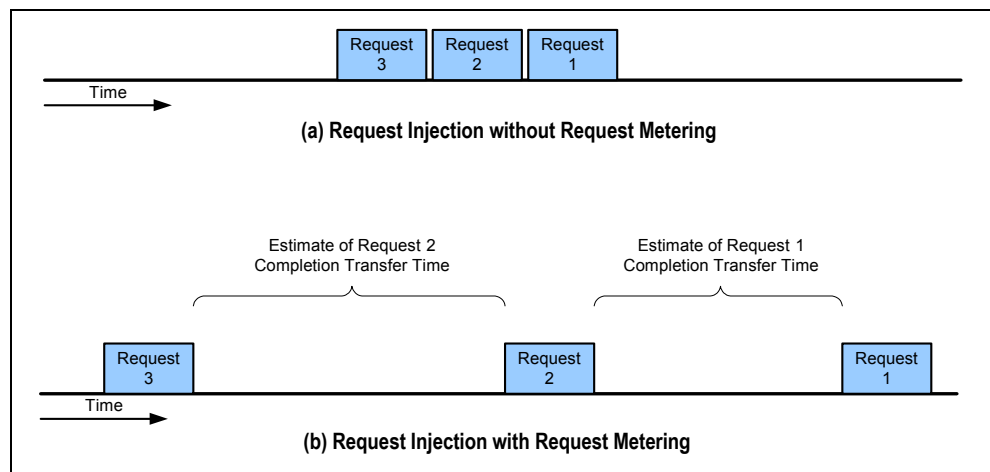 Request
3
Request
2
Request
1
Time
(a) Request Injection without Request Metering
Estimate of Request 2
Completion Transfer Time
Estimate of Request 1
Completion Transfer Time
Request
3
Request
2
Request
1
Time
(b) Request Injection with Request Metering